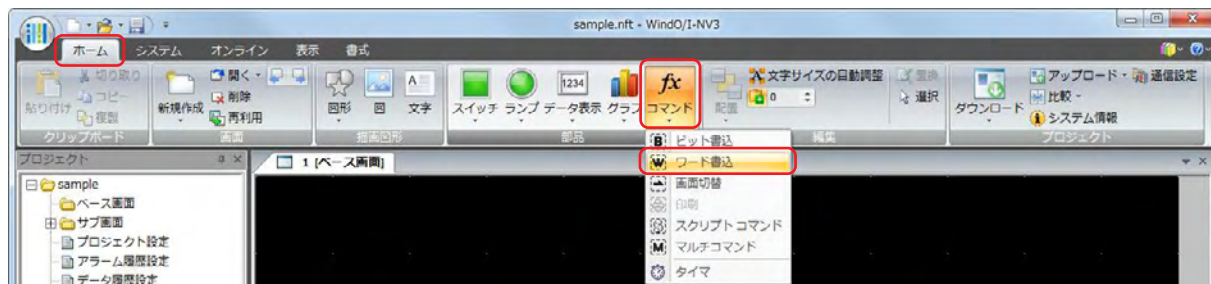 sample.nft - WindO/I-NV3
ホーム システム オンライン 表示 書式
切り取り
コピー
貼り付け
複製
クリップボード
新規作成
開く
削除
再利用
画面
図形 図 文字
描画図形
スイッチ ランプ データ表示 グラフ コマンド
1234
fx
部品
配置
文字サイズの自動調整
0
置換
選択
編集
ダウンロード
アップロード
比較
システム情報
通信設定
プロジェクト
プロジェクト
sample
ベース画面
サブ画面
プロジェクト設定
アラーム履歴設定
データ履歴設定
1 [ベース画面]
B ビット書込
W ワード書込
画面切替
印刷
スクリプトコマンド
M マルチコマンド
タイマ